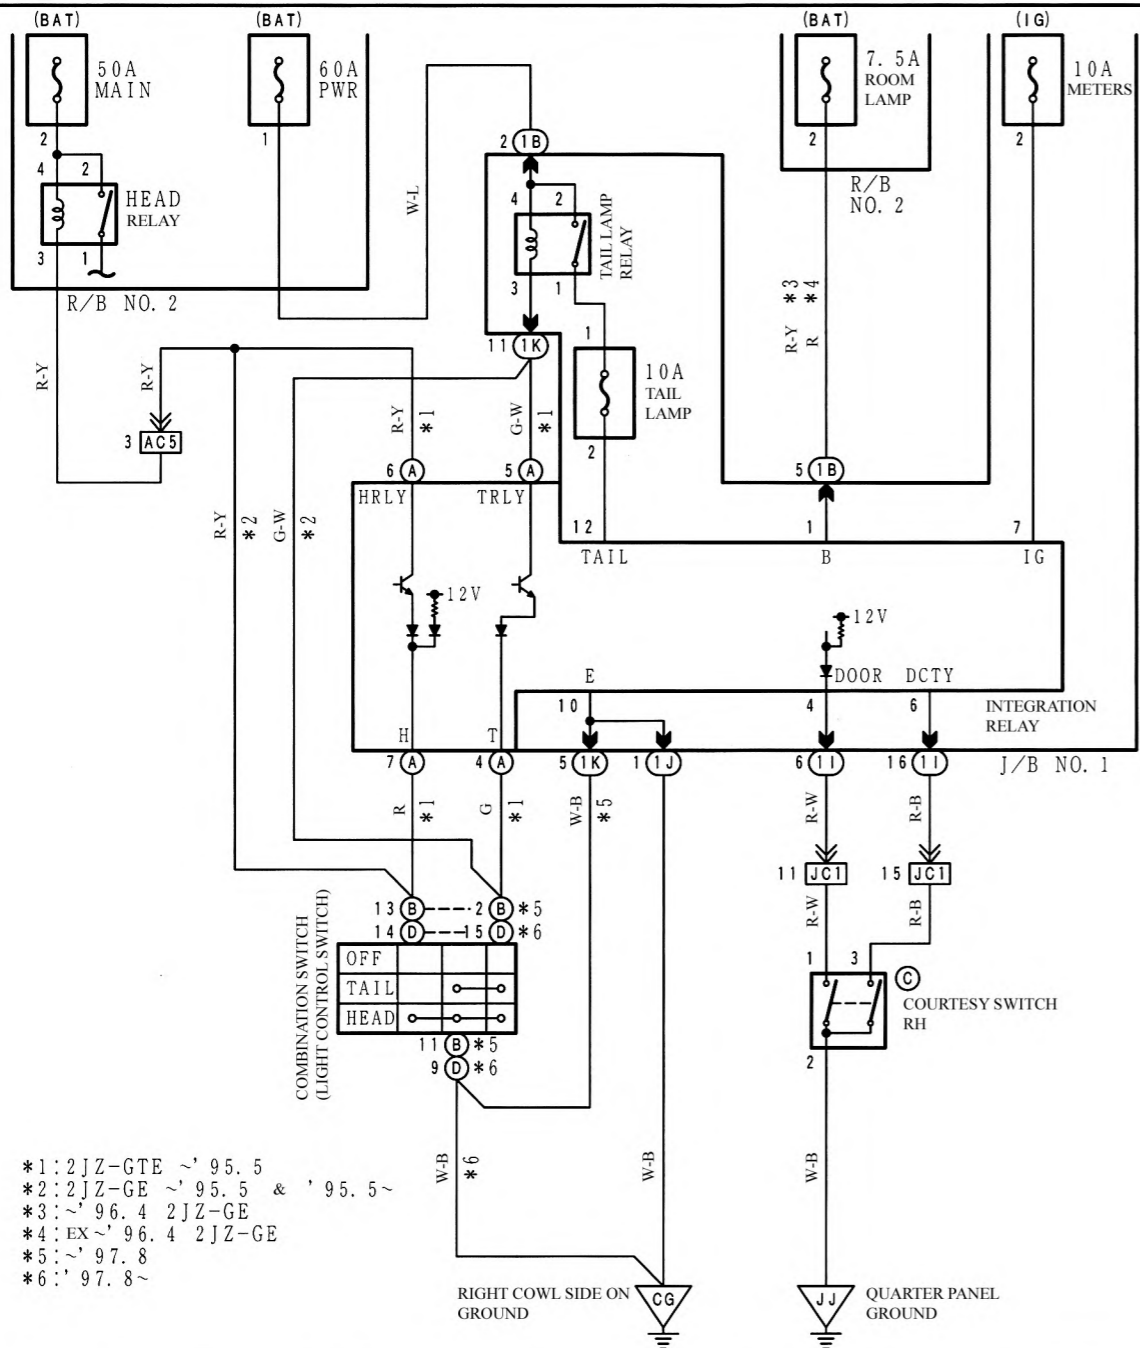 (BAT)
(BAT)
(BAT)
(IG)
50A
MAIN
60A
PWR
7. 5A
ROOM
LAMP
10A
METERS
2
1
2
2
2 1B
4 2
HEAD
RELAY
3 1
R/B NO. 2
R/B
NO. 2
W-L
4 2
TAIL LAMP
RELAY
3 1
11 1K
1
10A
TAIL
LAMP
2
R-Y *3
R *4
R-Y
R-Y
3 AC5
R-Y *1
G-W *1
6 A
5 A
5 1B
HRLY
TRLY
12
1
7
TAIL
B
IG
R-Y *2
G-W *2
12V
12V
E
DOOR
DCTY
10
4
6
INTEGRATION
RELAY
H
T
7 A
4 A
5 1K
1 1J
6 1I
16 1I
J/B NO. 1
R *1
G *1
W-B *5
R-W
R-B
11 JC1
15 JC1
R-W
R-B
13 B 2 B *5
14 D 15 D *6
COMBINATION SWITCH
(LIGHT CONTROL SWITCH)
OFF
TAIL
HEAD
11 B *5
9 D *6
1 3
C
COURTESY SWITCH
RH
2
W-B *6
W-B
W-B
*1:2JZ-GTE ~' 95. 5
*2:2JZ-GE ~' 95. 5 & ' 95. 5~
*3:~' 96. 4 2JZ-GE
*4:EX ~' 96. 4 2JZ-GE
*5:~' 97. 8
*6:' 97. 8~
RIGHT COWL SIDE ON
GROUND
CG
JJ
QUARTER PANEL
GROUND